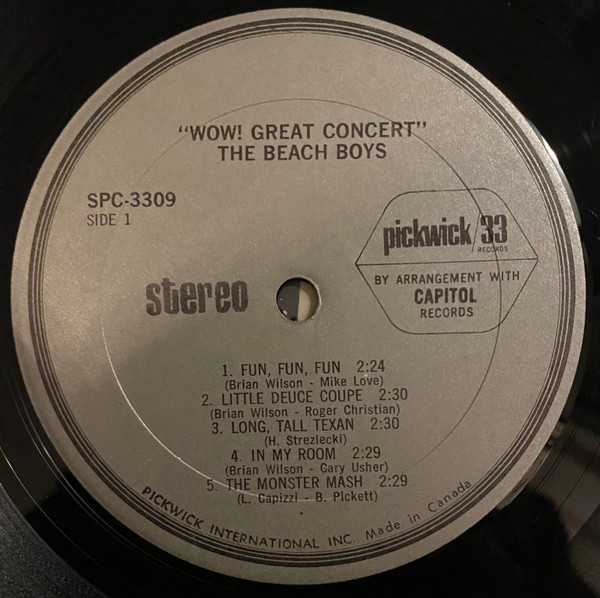 "WOW! GREAT CONCERT"
THE BEACH BOYS
SPC-3309
SIDE 1
pickwick/33
RECORDS
BY ARRANGEMENT WITH
CAPITOL
RECORDS
stereo
1. FUN, FUN, FUN 2:24
(Brian Wilson - Mike Love)
2. LITTLE DEUCE COUPE 2:30
(Brian Wilson - Roger Christian)
3. LONG, TALL TEXAN 2:30
(H. Strezlecki)
4. IN MY ROOM 2:29
(Brian Wilson - Gary Usher)
5. THE MONSTER MASH 2:29
(L. Capizzi - B. Pickett)
PICKWICK INTERNATIONAL INC.. Made in Canada